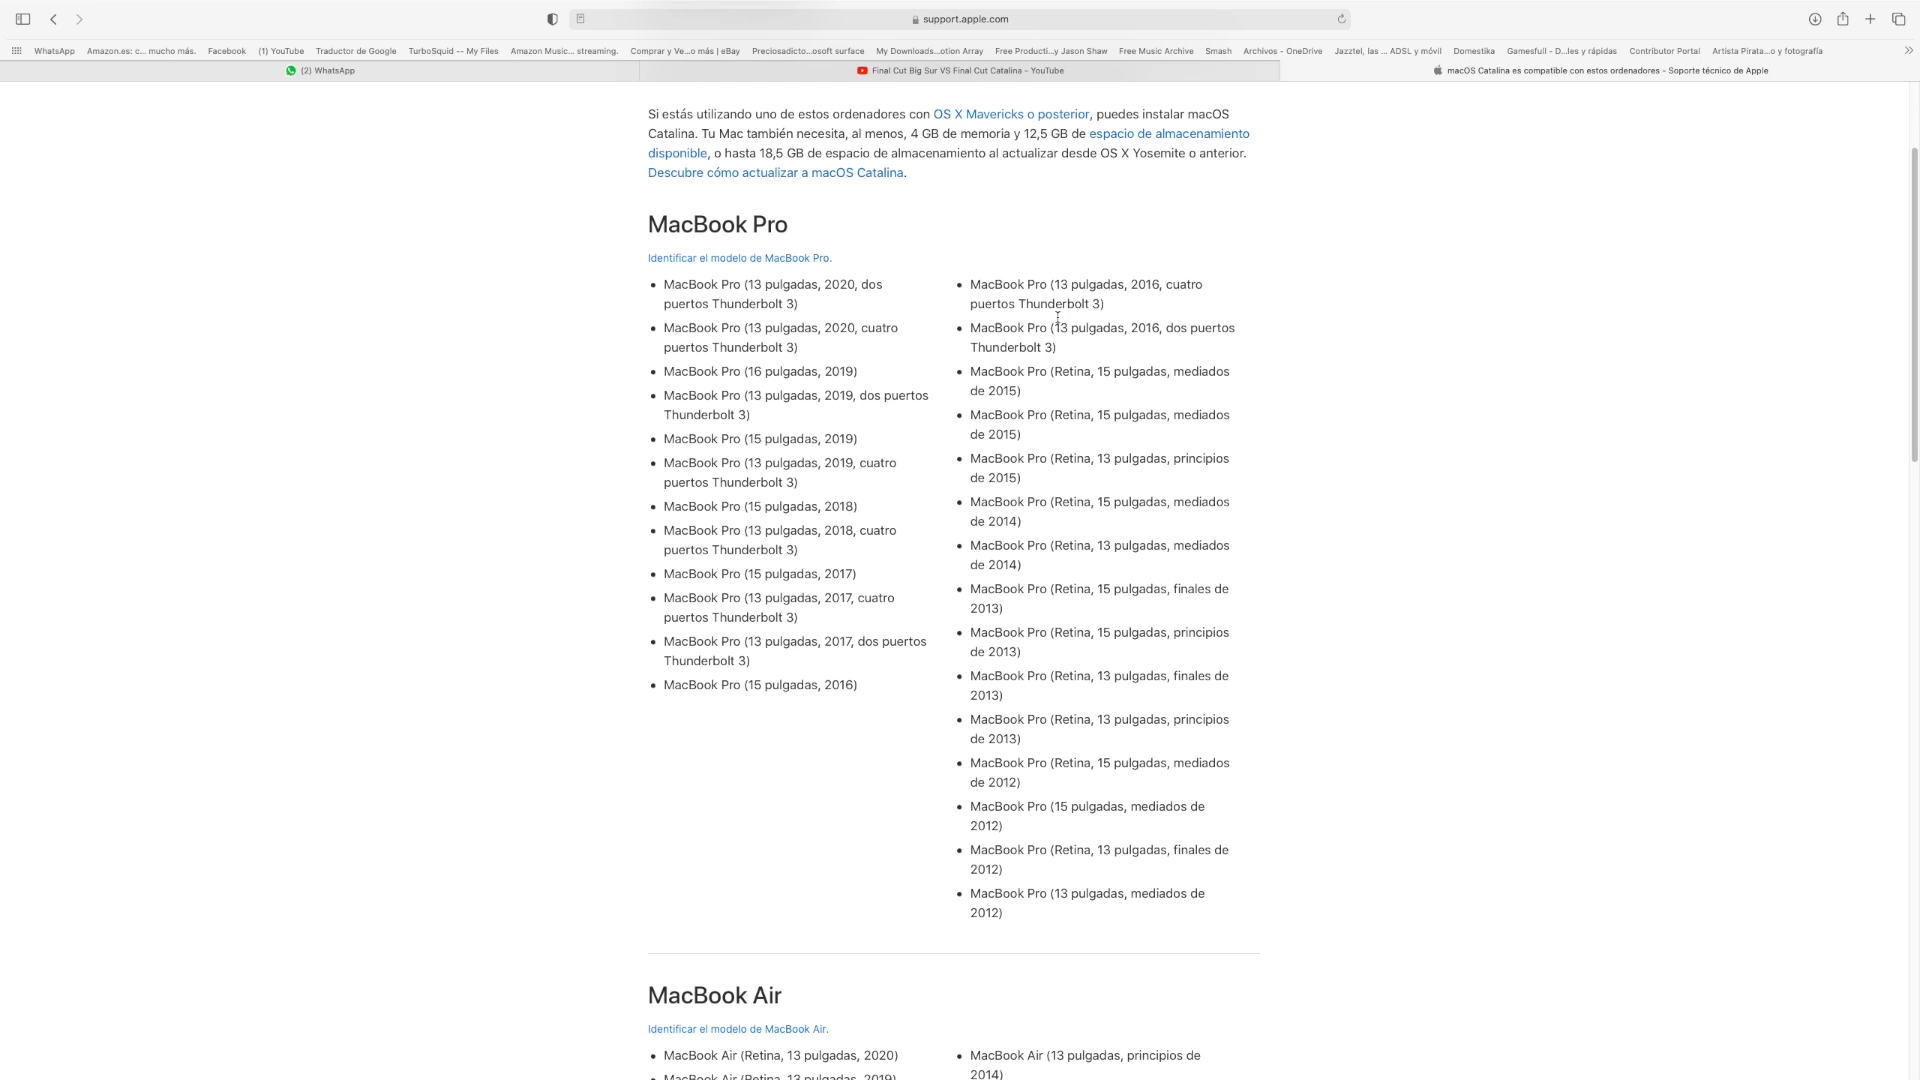 support.apple.com
WhatsApp
Amazon.es: c... mucho más.
Facebook
(1) YouTube
Traductor de Google
TurboSquid -- My Files
Amazon Music... streaming.
Comprar y Ve...o más | eBay
Preciosadicto...osoft surface
My Downloads...otion Array
Free Producti...y Jason Shaw
Free Music Archive
Smash
Archivos - OneDrive
Jazztel, las ... ADSL y móvil
Domestika
Gamesfull - D...les y rápidas
Contributor Portal
Artista Pirata...o y fotografía
(2) WhatsApp
Final Cut Big Sur VS Final Cut Catalina - YouTube
macOS Catalina es compatible con estos ordenadores - Soporte técnico de Apple
Si estás utilizando uno de estos ordenadores con OS X Mavericks o posterior, puedes instalar macOS
Catalina. Tu Mac también necesita, al menos, 4 GB de memoria y 12,5 GB de espacio de almacenamiento
disponible, o hasta 18,5 GB de espacio de almacenamiento al actualizar desde OS X Yosemite o anterior.
Descubre cómo actualizar a macOS Catalina.
MacBook Pro
Identificar el modelo de MacBook Pro.
MacBook Pro (13 pulgadas, 2020, dos
puertos Thunderbolt 3)
MacBook Pro (13 pulgadas, 2020, cuatro
puertos Thunderbolt 3)
MacBook Pro (16 pulgadas, 2019)
MacBook Pro (13 pulgadas, 2019, dos puertos
Thunderbolt 3)
MacBook Pro (15 pulgadas, 2019)
MacBook Pro (13 pulgadas, 2019, cuatro
puertos Thunderbolt 3)
MacBook Pro (15 pulgadas, 2018)
MacBook Pro (13 pulgadas, 2018, cuatro
puertos Thunderbolt 3)
MacBook Pro (15 pulgadas, 2017)
MacBook Pro (13 pulgadas, 2017, cuatro
puertos Thunderbolt 3)
MacBook Pro (13 pulgadas, 2017, dos puertos
Thunderbolt 3)
MacBook Pro (15 pulgadas, 2016)
MacBook Pro (13 pulgadas, 2016, cuatro
puertos Thunderbolt 3)
MacBook Pro (13 pulgadas, 2016, dos puertos
Thunderbolt 3)
MacBook Pro (Retina, 15 pulgadas, mediados
de 2015)
MacBook Pro (Retina, 15 pulgadas, mediados
de 2015)
MacBook Pro (Retina, 13 pulgadas, principios
de 2015)
MacBook Pro (Retina, 15 pulgadas, mediados
de 2014)
MacBook Pro (Retina, 13 pulgadas, mediados
de 2014)
MacBook Pro (Retina, 15 pulgadas, finales de
2013)
MacBook Pro (Retina, 15 pulgadas, principios
de 2013)
MacBook Pro (Retina, 13 pulgadas, finales de
2013)
MacBook Pro (Retina, 13 pulgadas, principios
de 2013)
MacBook Pro (Retina, 15 pulgadas, mediados
de 2012)
MacBook Pro (15 pulgadas, mediados de
2012)
MacBook Pro (Retina, 13 pulgadas, finales de
2012)
MacBook Pro (13 pulgadas, mediados de
2012)
MacBook Air
Identificar el modelo de MacBook Air.
MacBook Air (Retina, 13 pulgadas, 2020)
MacBook Air (Retina, 13 pulgadas, 2019)
MacBook Air (13 pulgadas, principios de
2014)